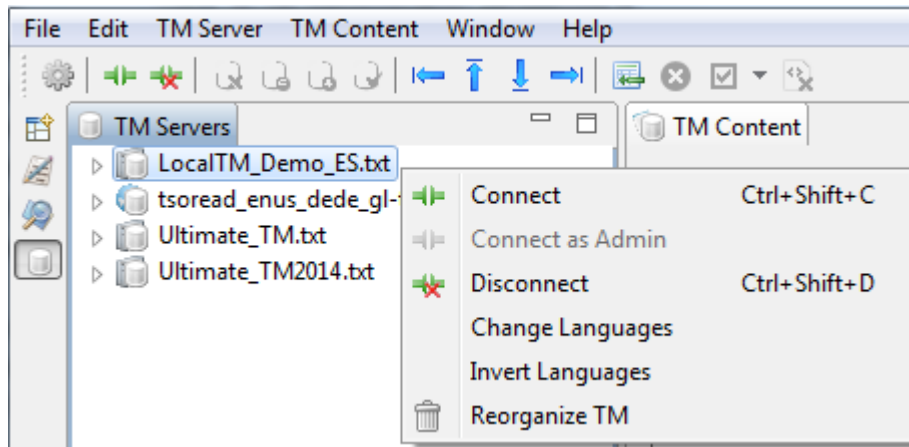 File Edit TM Server TM Content Window Help
TM Servers
TM Content
LocalTM_Demo_ES.txt
tsoread_enus_dede_gl-
Ultimate_TM.txt
Ultimate_TM2014.txt
Connect Ctrl+Shift+C
Connect as Admin
Disconnect Ctrl+Shift+D
Change Languages
Invert Languages
Reorganize TM